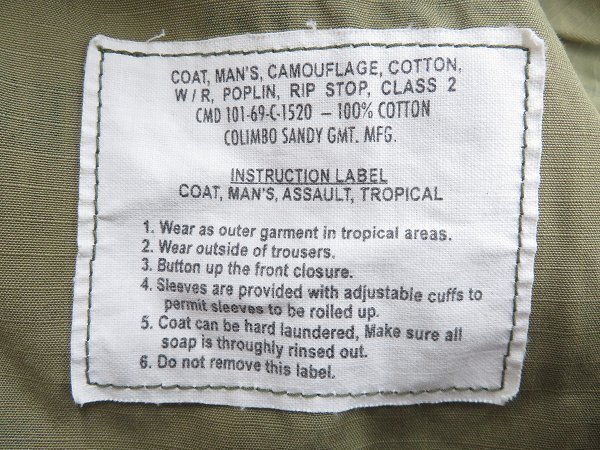 COAT, MAN'S, CAMOUFLAGE, COTTON,
W / R, POPLIN, RIP STOP, CLASS 2
CMD 101-69-C-1520 – 100% COTTON
COLIMBO SANDY GMT. MFG.
INSTRUCTION LABEL
COAT, MAN'S, ASSAULT, TROPICAL
1. Wear as outer garment in tropical areas.
2. Wear outside of trousers.
3. Button up the front closure.
4. Sleeves are provided with adjustable cuffs to
permit sleeves to be rolled up.
5. Coat can be hard laundered, Make sure all
soap is throughly rinsed out.
6. Do not remove this label.